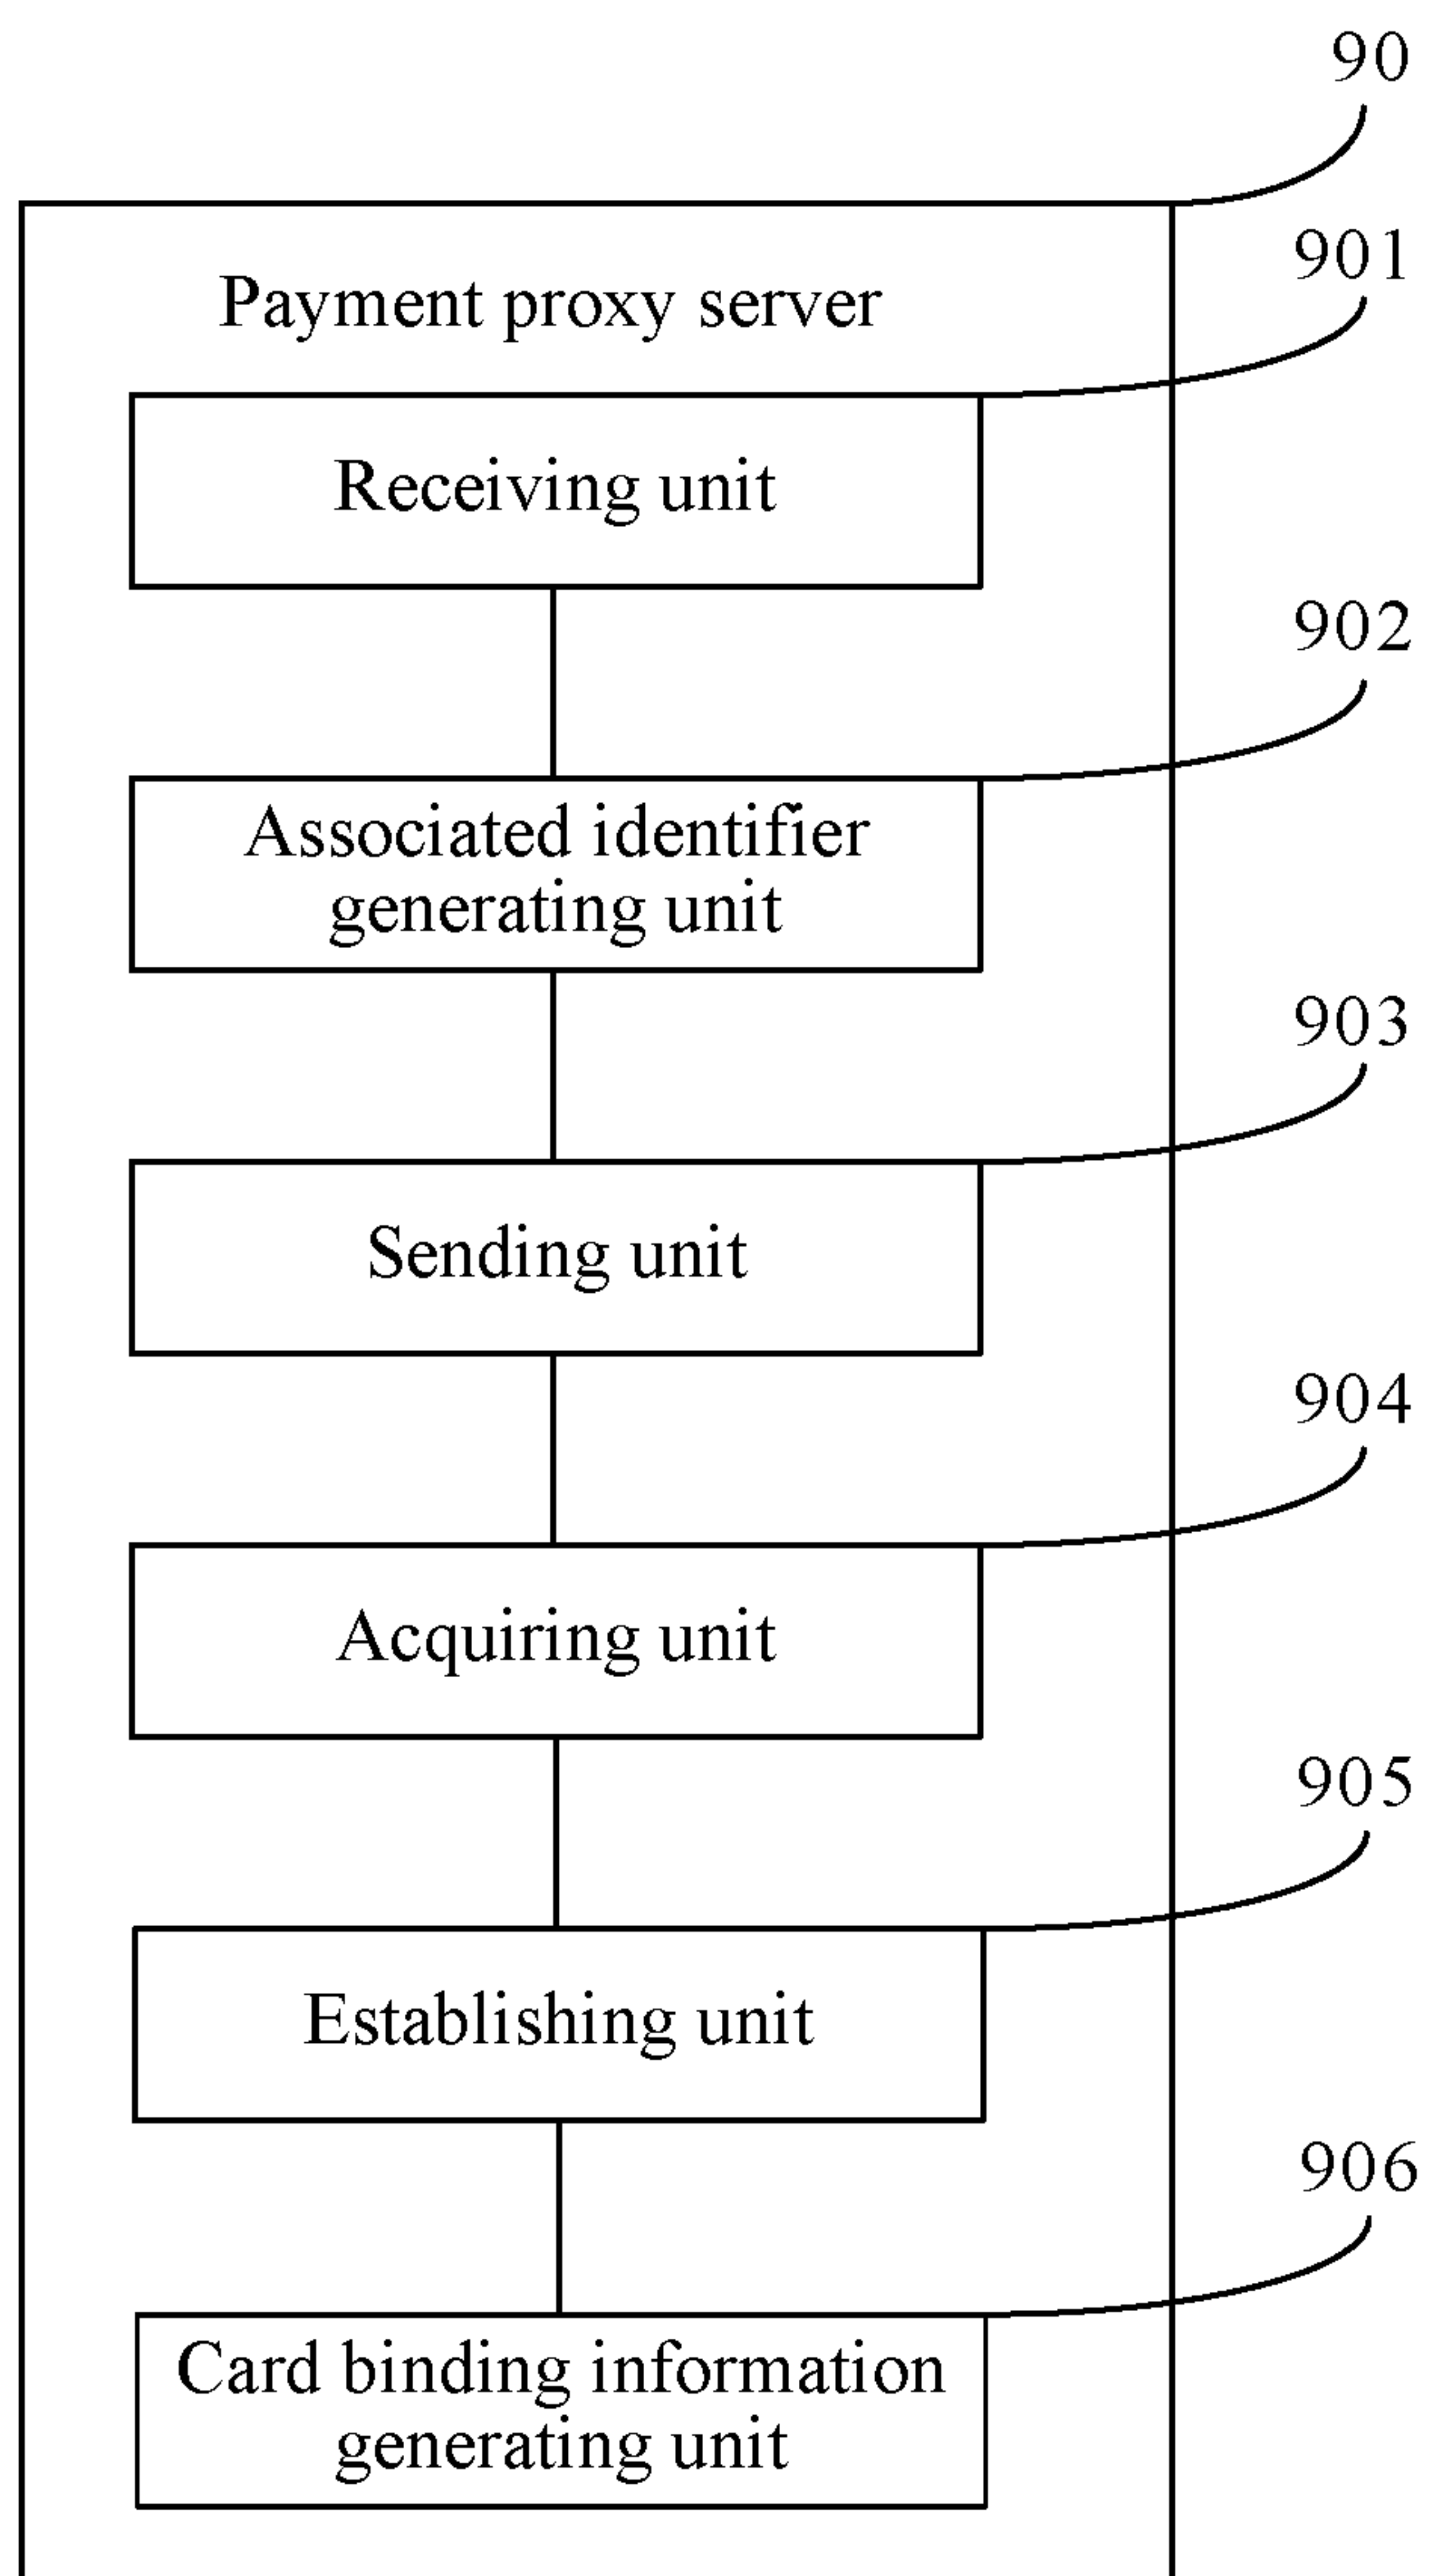 90
Payment proxy server
901
Receiving unit
902
Associated identifier
generating unit
903
Sending unit
904
Acquiring unit
905
Establishing unit
906
Card binding information
generating unit